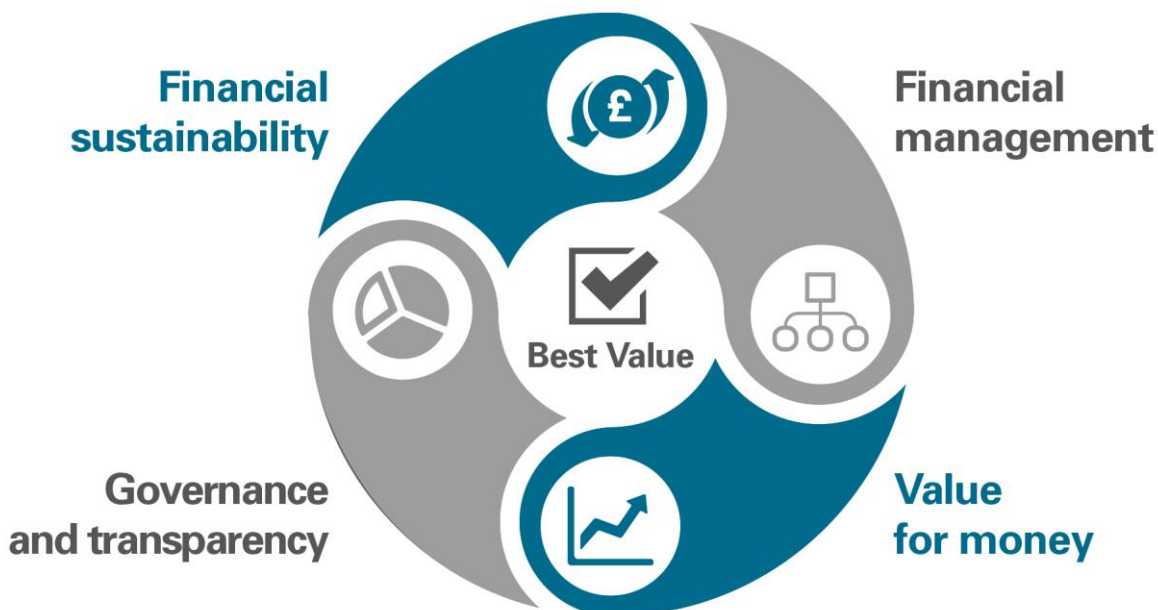 Financial
sustainability
£
Financial
management
Best Value
Governance
and transparency
Value
for money